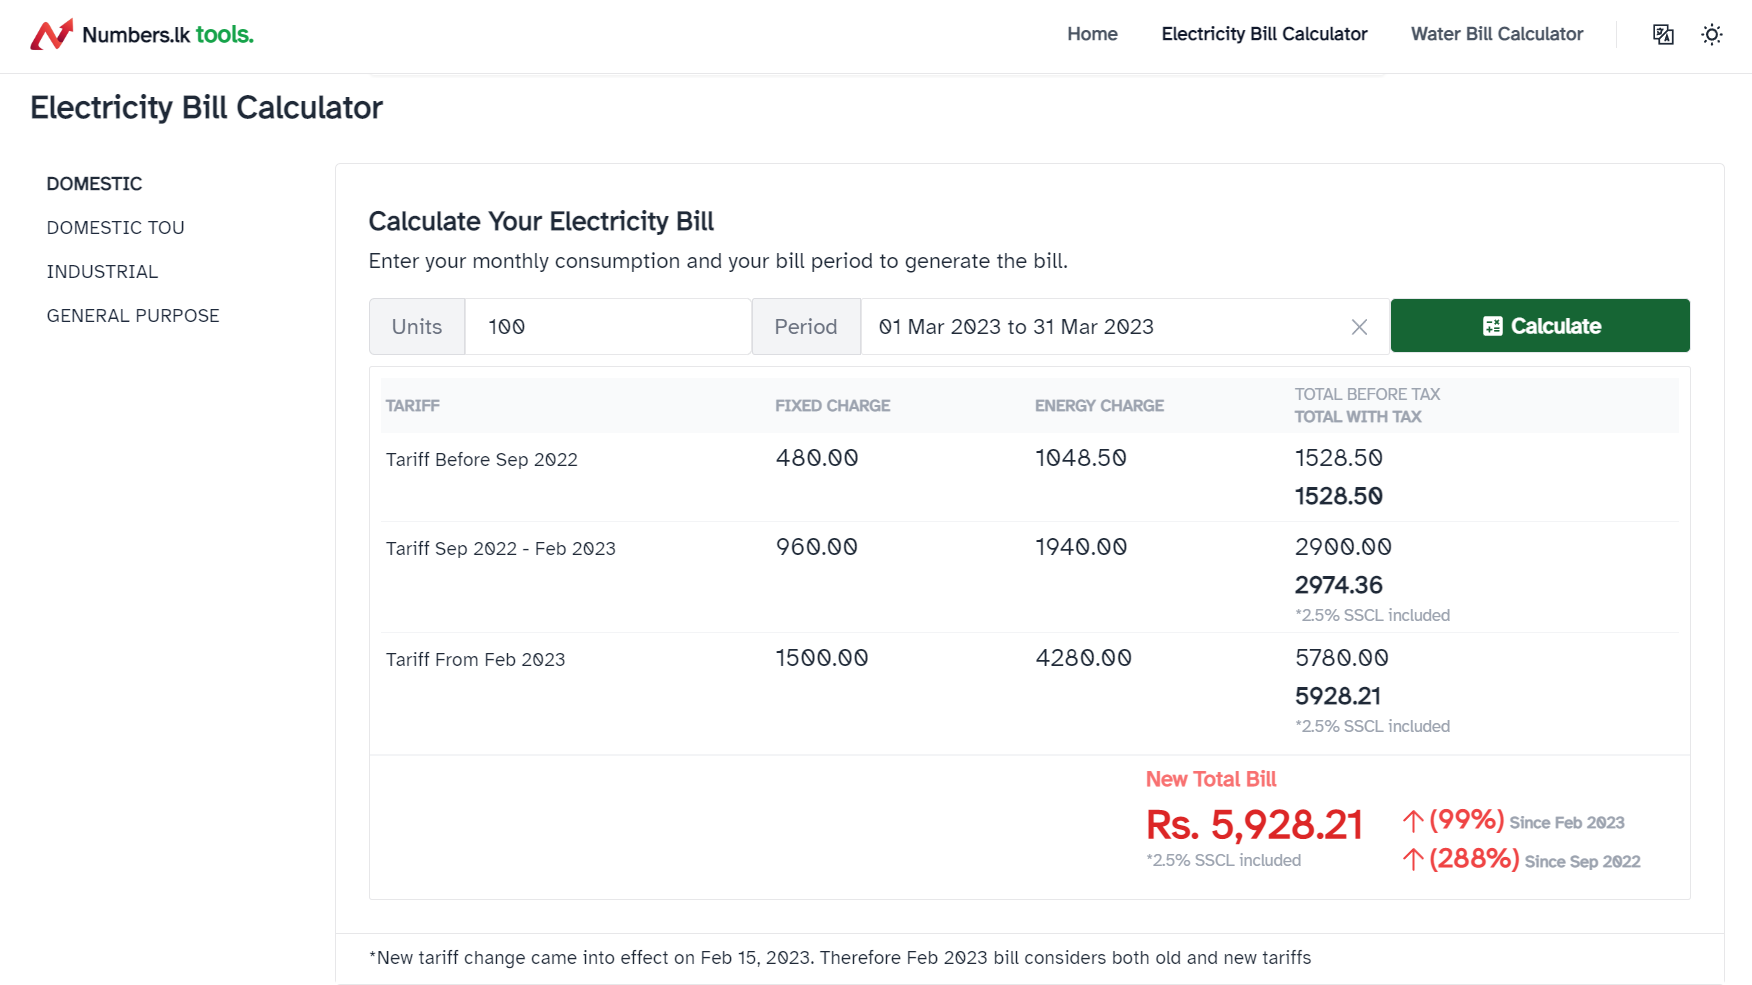 Numbers.lk tools.
Home
Electricity Bill Calculator
Water Bill Calculator
Electricity Bill Calculator
DOMESTIC
DOMESTIC TOU
INDUSTRIAL
GENERAL PURPOSE
Calculate Your Electricity Bill
Enter your monthly consumption and your bill period to generate the bill.
Units
100
Period
01 Mar 2023 to 31 Mar 2023
Calculate
TARIFF
FIXED CHARGE
ENERGY CHARGE
TOTAL BEFORE TAX
TOTAL WITH TAX
Tariff Before Sep 2022
480.00
1048.50
1528.50
1528.50
Tariff Sep 2022 - Feb 2023
960.00
1940.00
2900.00
2974.36
*2.5% SSCL included
Tariff From Feb 2023
1500.00
4280.00
5780.00
5928.21
*2.5% SSCL included
New Total Bill
Rs. 5,928.21
*2.5% SSCL included
↑ (99%) Since Feb 2023
↑ (288%) Since Sep 2022
*New tariff change came into effect on Feb 15, 2023. Therefore Feb 2023 bill considers both old and new tariffs